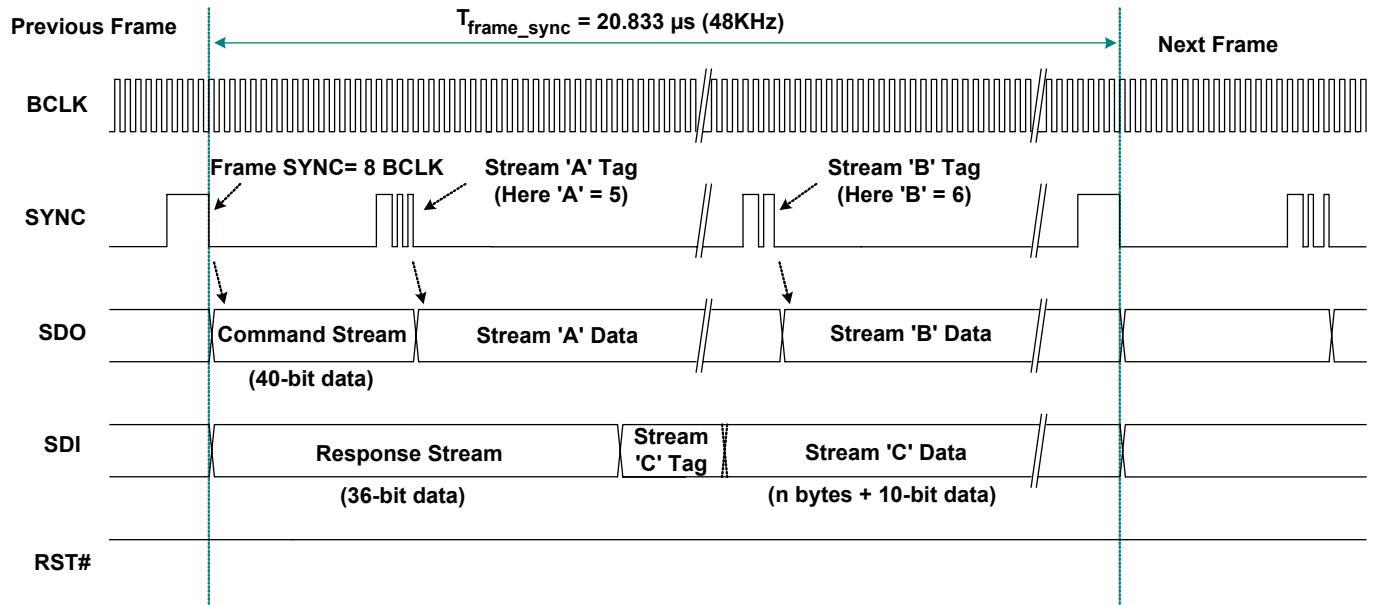 Previous Frame
T_frame_sync = 20.833 µs (48KHz)
Next Frame
BCLK
Frame SYNC= 8 BCLK
Stream 'A' Tag
(Here 'A' = 5)
Stream 'B' Tag
(Here 'B' = 6)
SYNC
SDO
Command Stream
Stream 'A' Data
Stream 'B' Data
(40-bit data)
SDI
Response Stream
Stream
'C' Tag
Stream 'C' Data
(36-bit data)
(n bytes + 10-bit data)
RST#